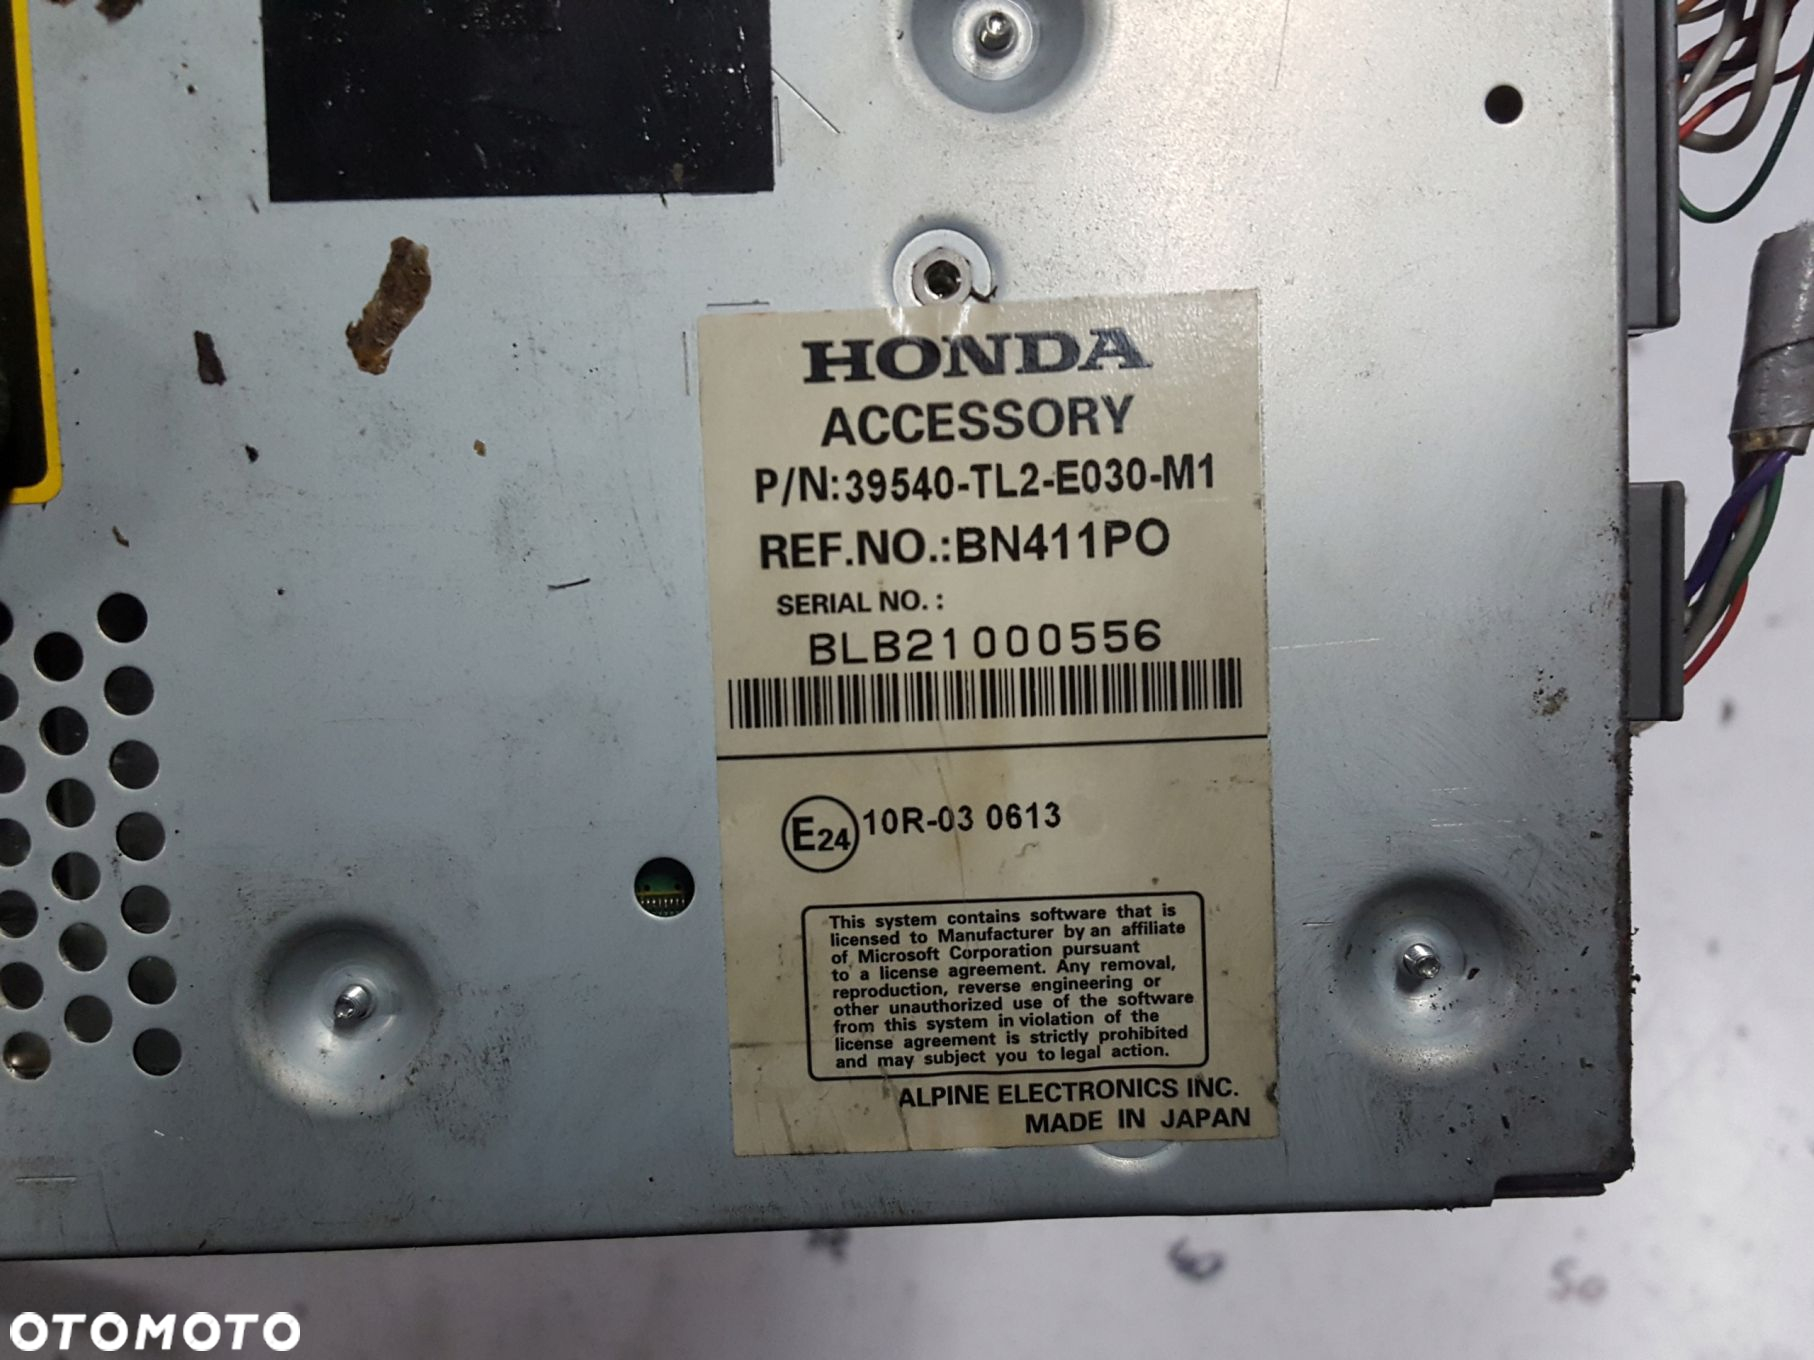 HONDA
ACCESSORY
P/N:39540-TL2-E030-M1
REF.NO.:BN411PO
SERIAL NO. :
BLB21000556
E24 10R-03 0613
This system contains software that is
licensed to Manufacturer by an affiliate
of Microsoft Corporation pursuant
to a license agreement. Any removal,
reproduction, reverse engineering or
other unauthorized use of the software
from this system in violation of the
license agreement is strictly prohibited
and may subject you to legal action.
ALPINE ELECTRONICS INC.
MADE IN JAPAN
OTOMOTO